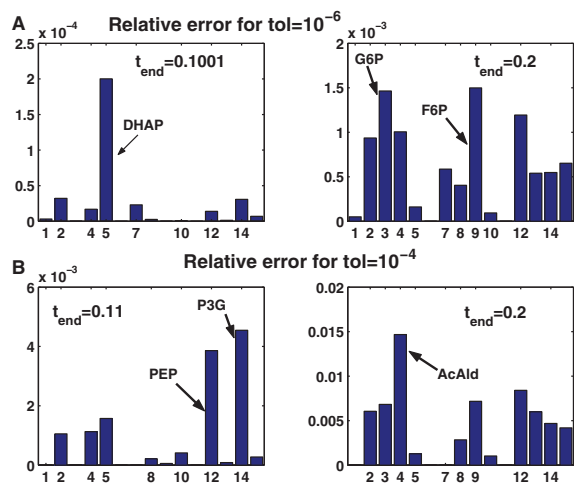 A Relative error for tol=10⁻⁶
x 10⁻⁴
2.5
2
1.5
1
0.5
0
t_end=0.1001
DHAP
1 2 4 5 7 10 12 14
x 10⁻³
2
1.5
1
0.5
0
G6P
t_end=0.2
F6P
1 2 3 4 5 7 8 9 10 12 14
B Relative error for tol=10⁻⁴
x 10⁻³
6
4
2
0
t_end=0.11
P3G
PEP
1 2 4 5 8 10 12 14
0.02
0.015
0.01
0.005
0
t_end=0.2
AcAld
2 3 4 5 7 8 9 10 12 14